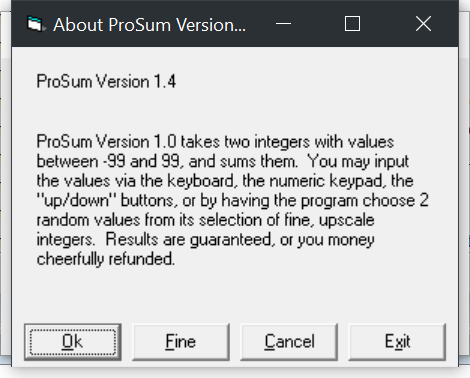 About ProSum Version...
ProSum Version 1.4
ProSum Version 1.0 takes two integers with values
between -99 and 99, and sums them.  You may input
the values via the keyboard, the numeric keypad, the
"up/down" buttons, or by having the program choose 2
random values from its selection of fine, upscale
integers.  Results are guaranteed, or you money
cheerfully refunded.
Ok Fine Cancel Exit